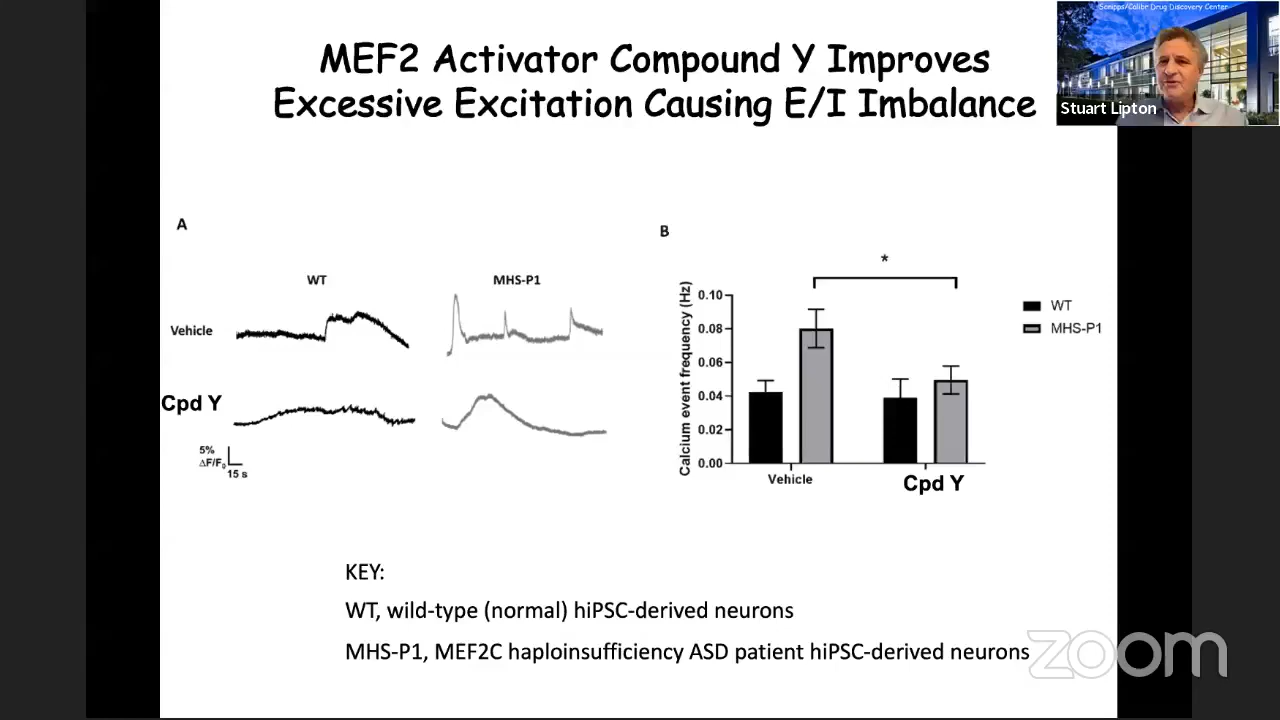 Scripps/Calibr Drug Discovery Center
MEF2 Activator Compound Y Improves
Excessive Excitation Causing E/I Imbalance
Stuart Lipton
A
WT
MHS-P1
Vehicle
Cpd Y
5%
ΔF/F0
15 s
B
*
Calcium event frequency (Hz)
0.10
0.08
0.06
0.04
0.02
0.00
Vehicle
Cpd Y
WT
MHS-P1
KEY:
WT, wild-type (normal) hiPSC-derived neurons
MHS-P1, MEF2C haploinsufficiency ASD patient hiPSC-derived neurons
zoom